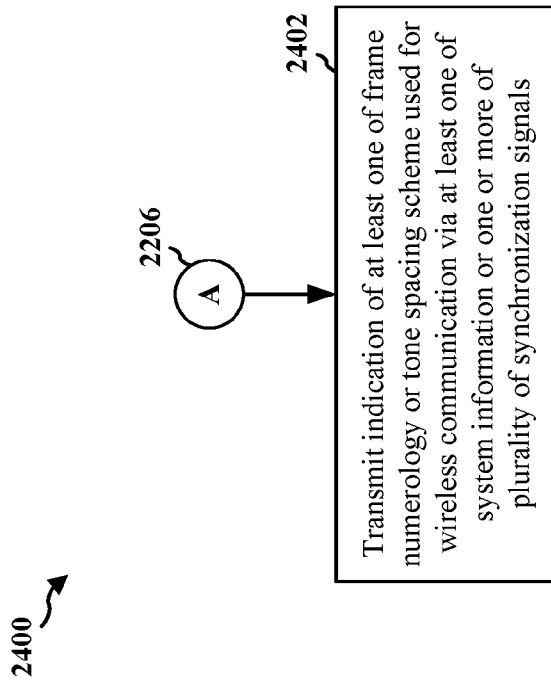 2400
2206
A
2402
Transmit indication of at least one of frame
numerology or tone spacing scheme used for
wireless communication via at least one of
system information or one or more of
plurality of synchronization signals